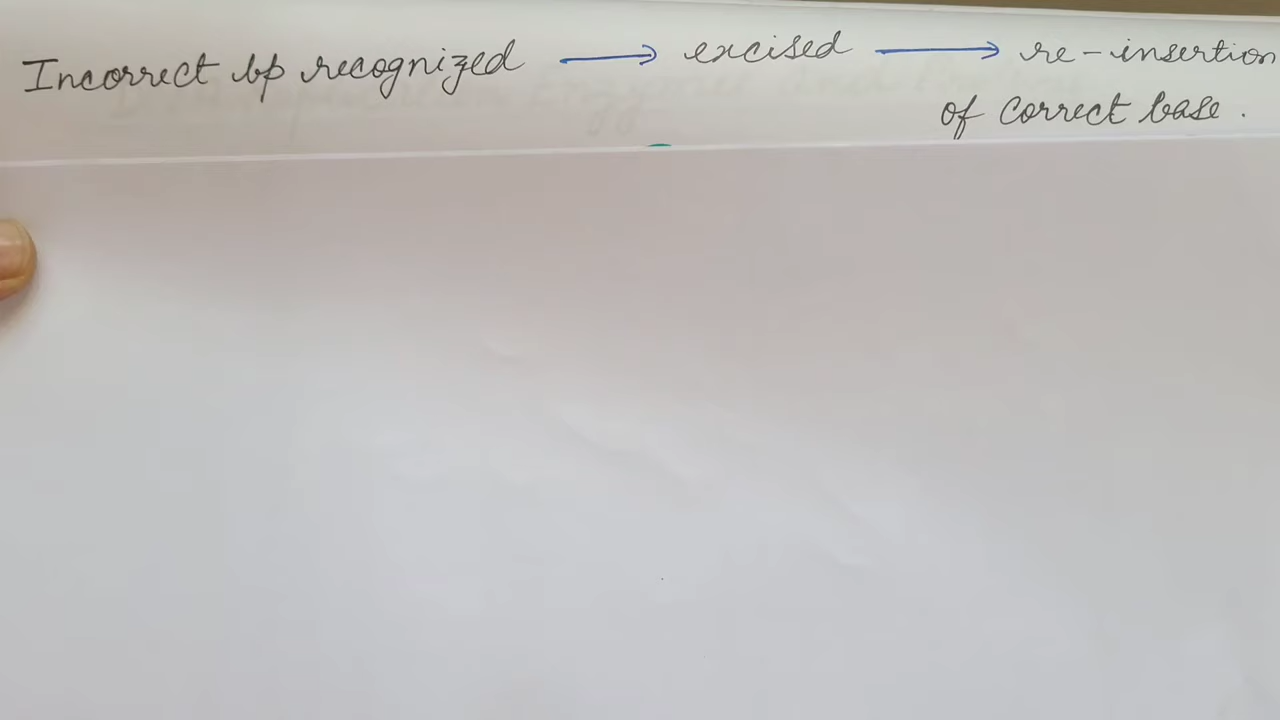 Incorrect bp recognized → excised → re-insertion
of correct base.